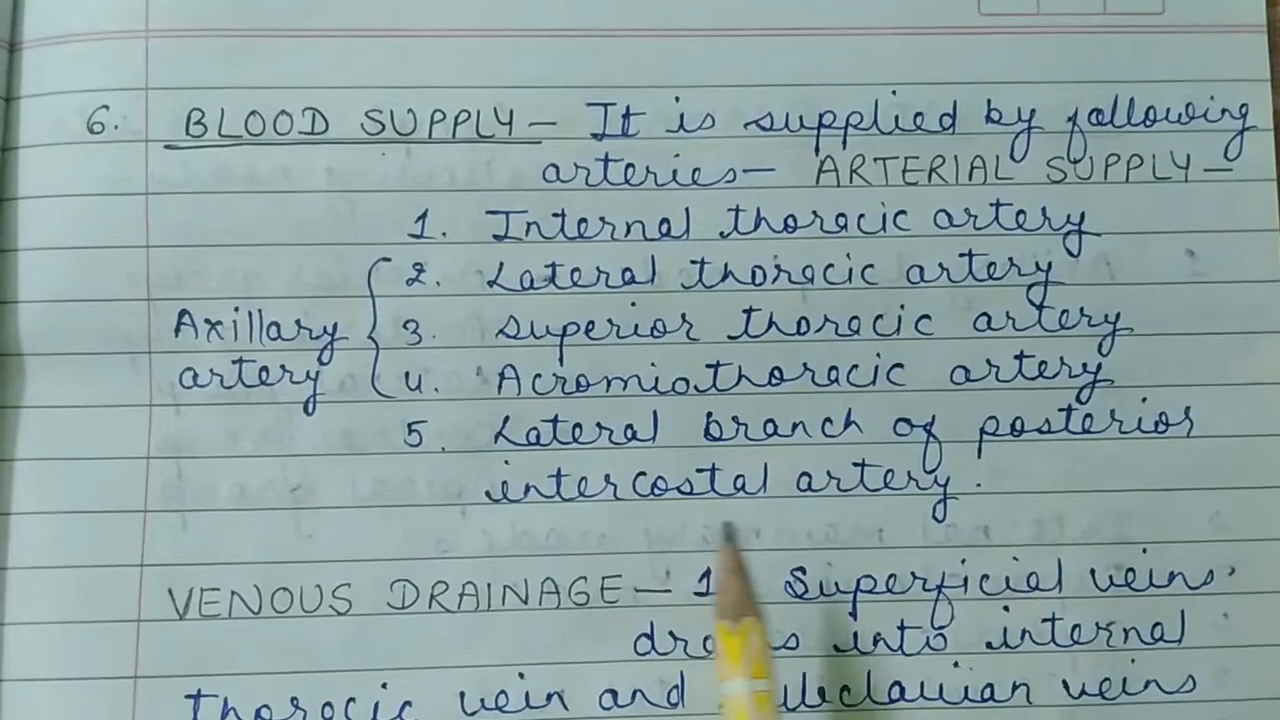 6. BLOOD SUPPLY - It is supplied by following
arteries - ARTERIAL SUPPLY -
1. Internal thoracic artery
2. Lateral thoracic artery
Axillary 3. Superior thoracic artery
artery 4. Acromiothoracic artery
5. Lateral branch of posterior
intercostal artery.
VENOUS DRAINAGE - 1 Superficial veins
into internal
thoracic vein and veins